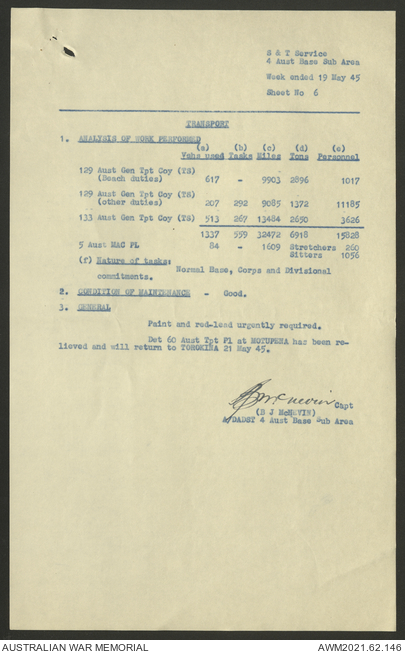 S & T Service
4 Aust Base Sub Area
Week ended 19 May 45
Sheet No 6
TRANSPORT
1. ANALYSIS OF WORK PERFORMED
(a) (b) (c) (d) (e)
Vehs used Tasks Miles Tons Personnel
129 Aust Gen Tpt Coy (TS)
(Beach duties) 617 - 9903 2896 1017
129 Aust Gen Tpt Coy (TS)
(other duties) 207 292 9085 1372 11185
133 Aust Gen Tpt Coy (TS) 513 267 13484 2650 3626
1337 559 32472 6918 15828
5 Aust MAC Pl 84 - 1609 Stretchers 260
Sitters 1056
(f) Nature of tasks:
Normal Base, Corps and Divisional
commitments.
2. CONDITION OF MAINTENANCE - Good.
3. GENERAL
Paint and red-lead urgently required.
Det 60 Aust Tpt Pl at MOTUPENA has been re-
lieved and will return to TOROKINA 21 May 45.
BJ McNevin Capt
(B J McNEVIN)
A/DADST 4 Aust Base Sub Area
AUSTRALIAN WAR MEMORIAL
AWM2021.62.146